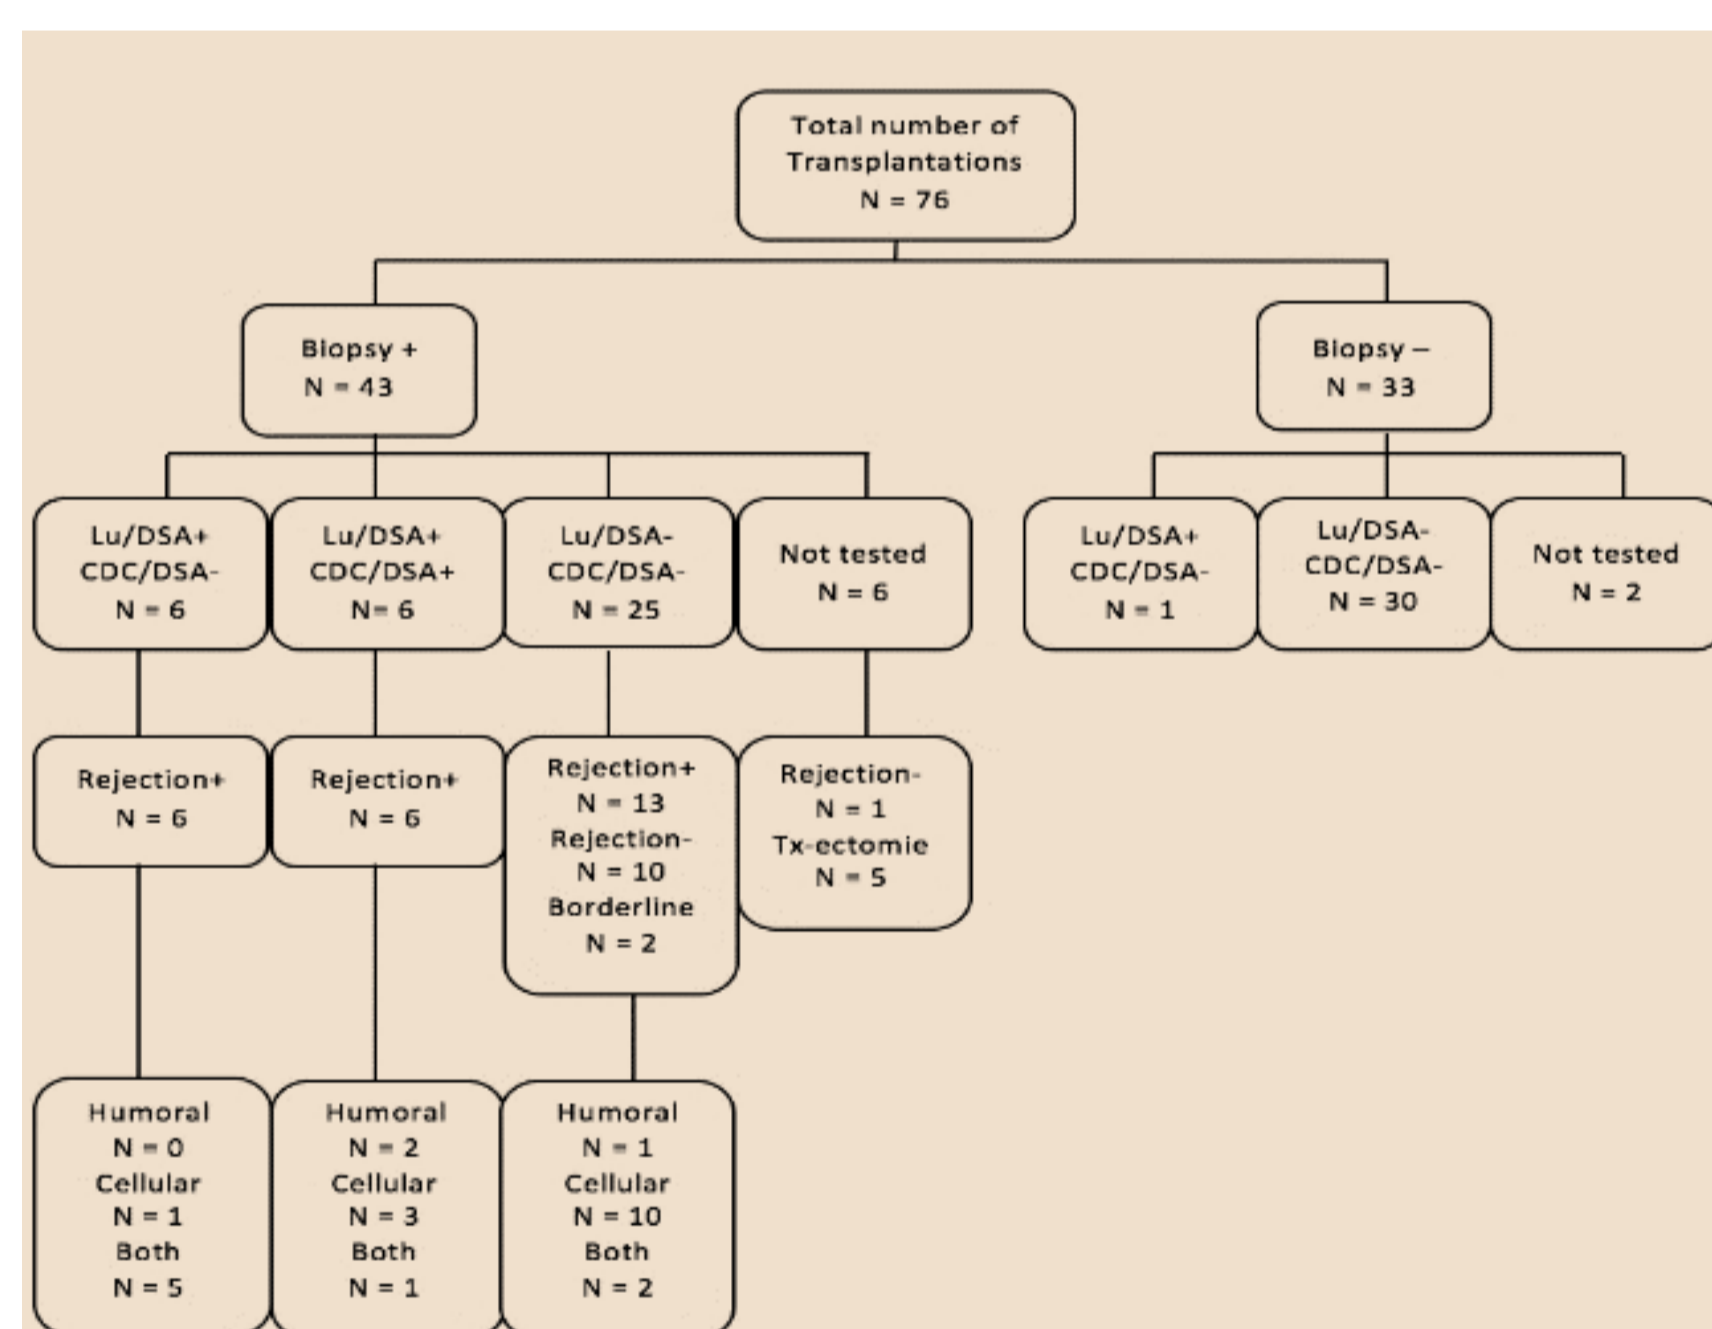 Total number of
Transplantations
N = 76
Biopsy +
N = 43
Biopsy –
N = 33
Lu/DSA+
CDC/DSA-
N = 6
Lu/DSA+
CDC/DSA+
N= 6
Lu/DSA-
CDC/DSA-
N = 25
Not tested
N = 6
Lu/DSA+
CDC/DSA-
N = 1
Lu/DSA-
CDC/DSA-
N = 30
Not tested
N = 2
Rejection+
N = 6
Rejection+
N = 6
Rejection+
N = 13
Rejection-
N = 10
Borderline
N = 2
Rejection-
N = 1
Tx-ectomie
N = 5
Humoral
N = 0
Cellular
N = 1
Both
N = 5
Humoral
N = 2
Cellular
N = 3
Both
N = 1
Humoral
N = 1
Cellular
N = 10
Both
N = 2